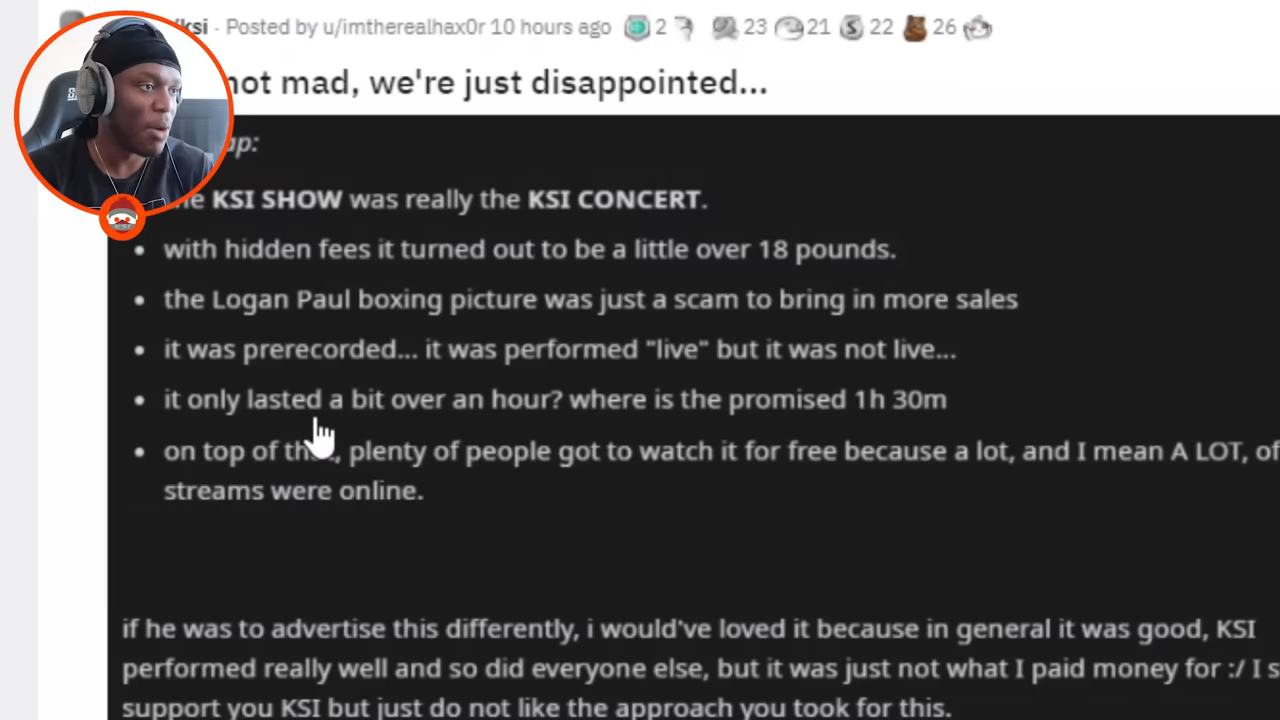 /ksi · Posted by u/imtherealhax0r 10 hours ago 2 23 21 22 26
not mad, we're just disappointed...
KSI SHOW was really the KSI CONCERT.
• with hidden fees it turned out to be a little over 18 pounds.
• the Logan Paul boxing picture was just a scam to bring in more sales
• it was prerecorded... it was performed "live" but it was not live...
• it only lasted a bit over an hour? where is the promised 1h 30m
• on top of that, plenty of people got to watch it for free because a lot, and I mean A LOT, of
streams were online.
if he was to advertise this differently, i would've loved it because in general it was good, KSI
performed really well and so did everyone else, but it was just not what I paid money for :/ I s
support you KSI but just do not like the approach you took for this.